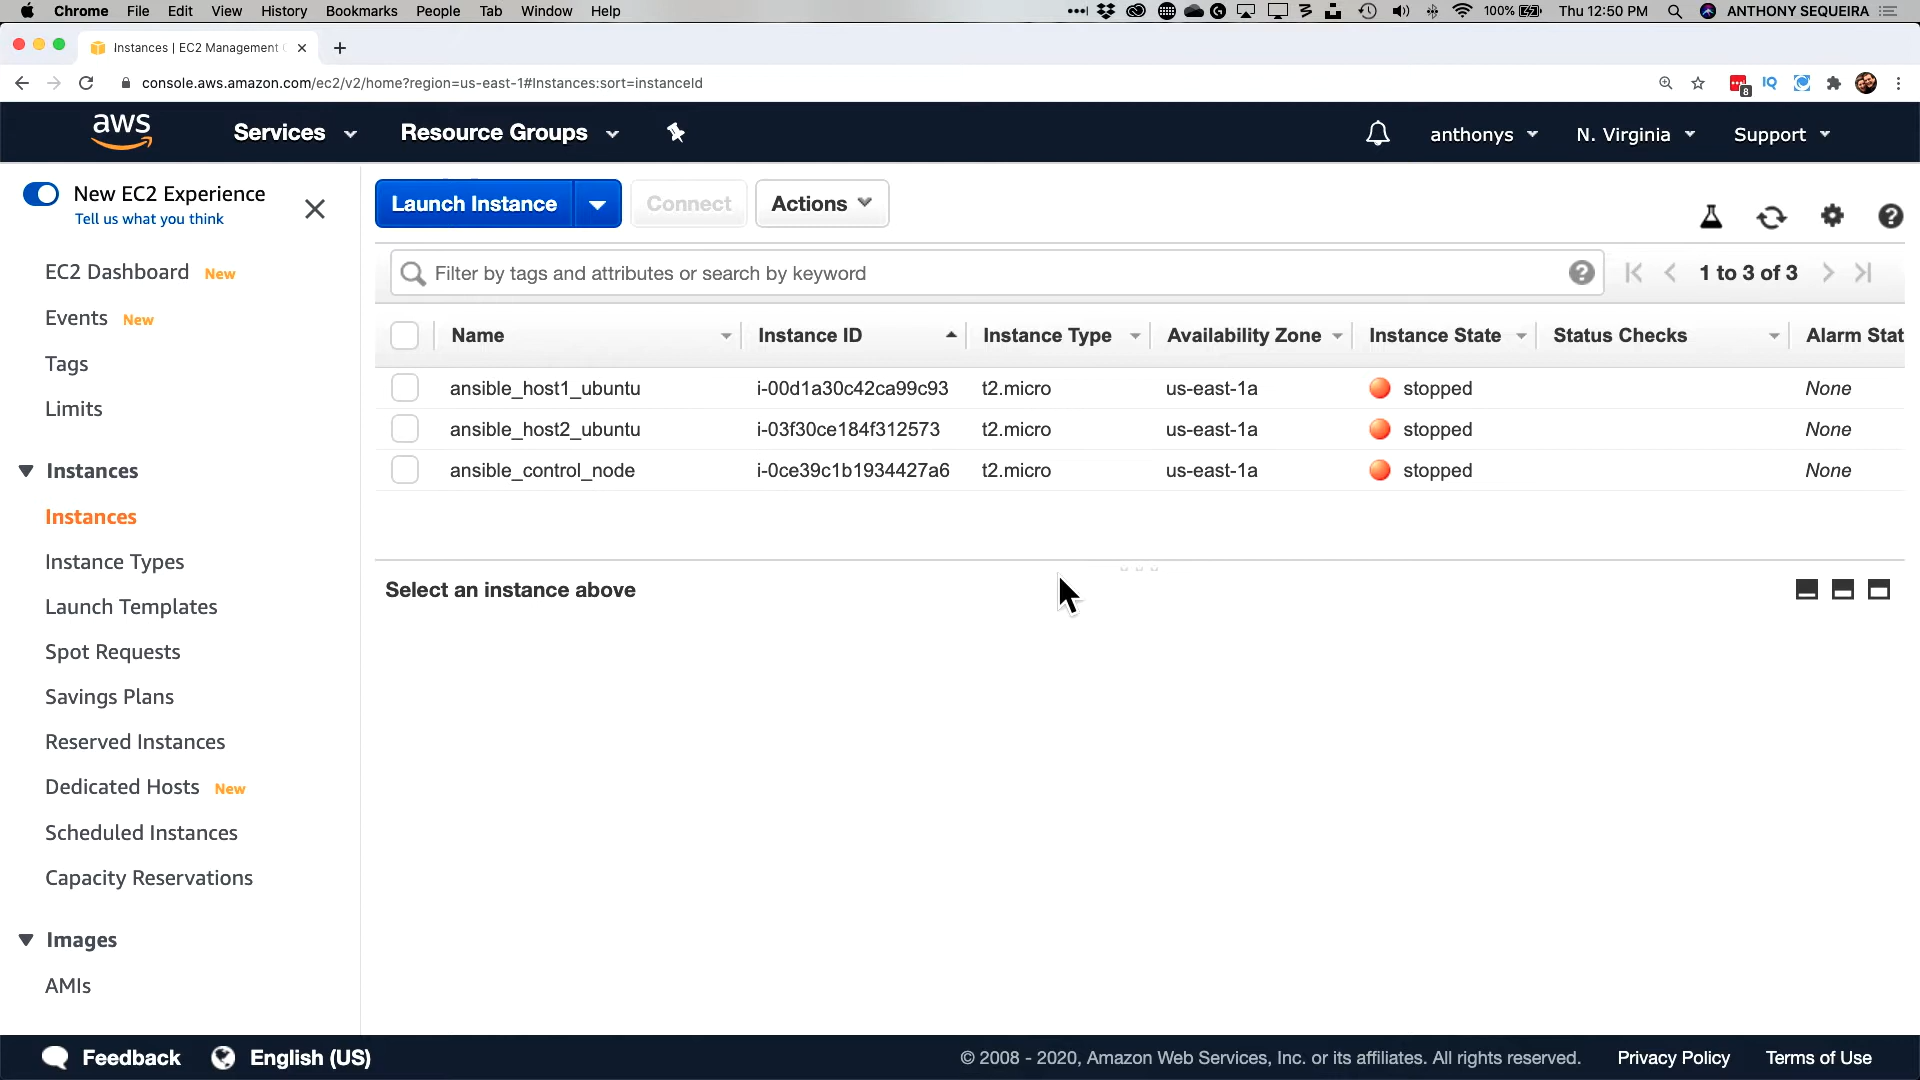 Chrome File Edit View History Bookmarks People Tab Window Help 100% Thu 12:50 PM ANTHONY SEQUEIRA
Instances | EC2 Management
console.aws.amazon.com/ec2/v2/home?region=us-east-1#Instances:sort=instanceId 8 IQ
aws Services Resource Groups anthonys N. Virginia Support
New EC2 Experience
Tell us what you think
Launch Instance Connect Actions
Filter by tags and attributes or search by keyword 1 to 3 of 3
Name Instance ID Instance Type Availability Zone Instance State Status Checks Alarm Stat
ansible_host1_ubuntu i-00d1a30c42ca99c93 t2.micro us-east-1a stopped None
ansible_host2_ubuntu i-03f30ce184f312573 t2.micro us-east-1a stopped None
ansible_control_node i-0ce39c1b1934427a6 t2.micro us-east-1a stopped None
Select an instance above
EC2 Dashboard New
Events New
Tags
Limits
Instances
Instances
Instance Types
Launch Templates
Spot Requests
Savings Plans
Reserved Instances
Dedicated Hosts New
Scheduled Instances
Capacity Reservations
Images
AMIs
Feedback English (US) © 2008 - 2020, Amazon Web Services, Inc. or its affiliates. All rights reserved. Privacy Policy Terms of Use